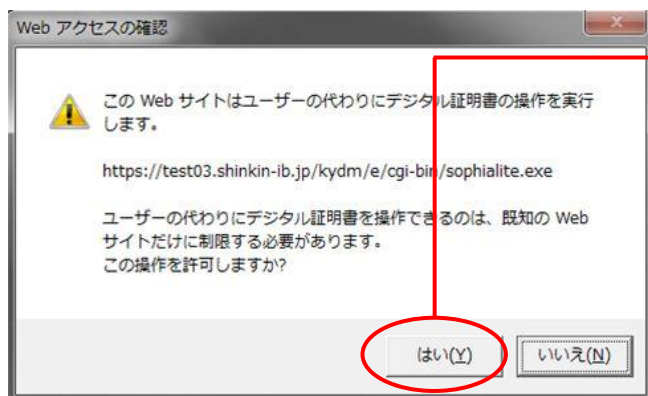 Web アクセスの確認
この Web サイトはユーザーの代わりにデジタル証明書の操作を実行
します。
https://test03.shinkin-ib.jp/kydm/e/cgi-bin/sophialite.exe
ユーザーの代わりにデジタル証明書を操作できるのは、既知の Web
サイトだけに制限する必要があります。
この操作を許可しますか?
はい(Y) いいえ(N)